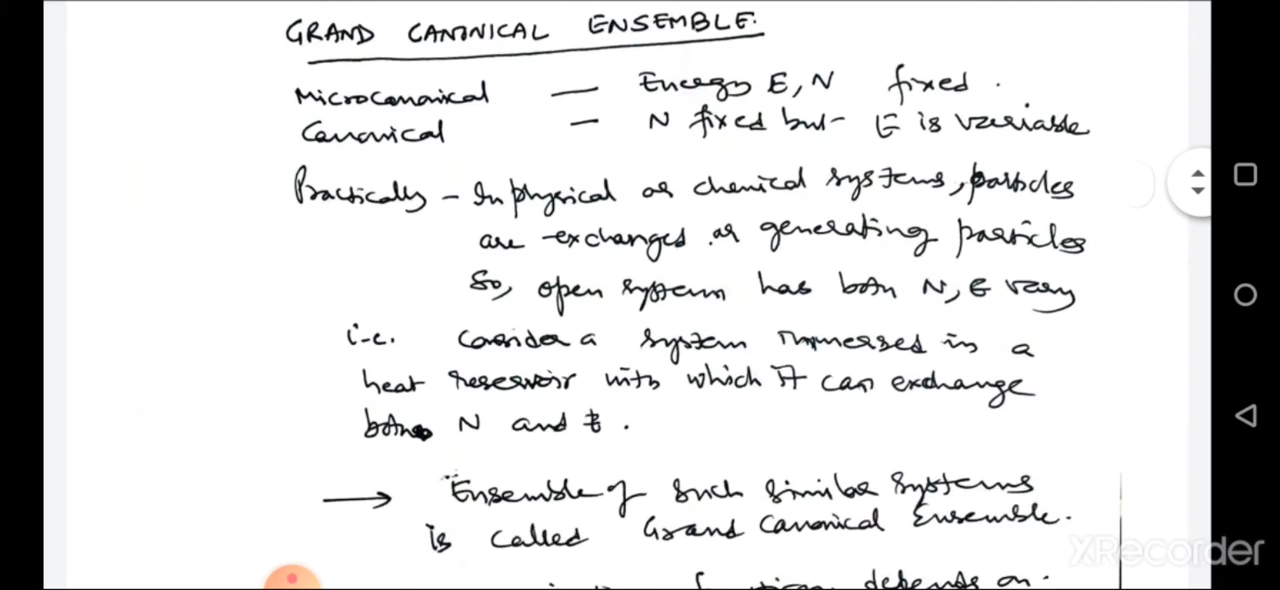 GRAND CANONICAL ENSEMBLE.
Microcanonical — Energy E, N fixed.
Canonical — N fixed but E is variable
Practically - In physical or chemical systems, particles
are exchanged or generating particles
So, open system has both N, E vary
i.e. consider a system immersed in a
heat reservoir with which it can exchange
both N and E.
→ Ensemble of such similar systems
is called Grand Canonical Ensemble.
depends on
XRecorder